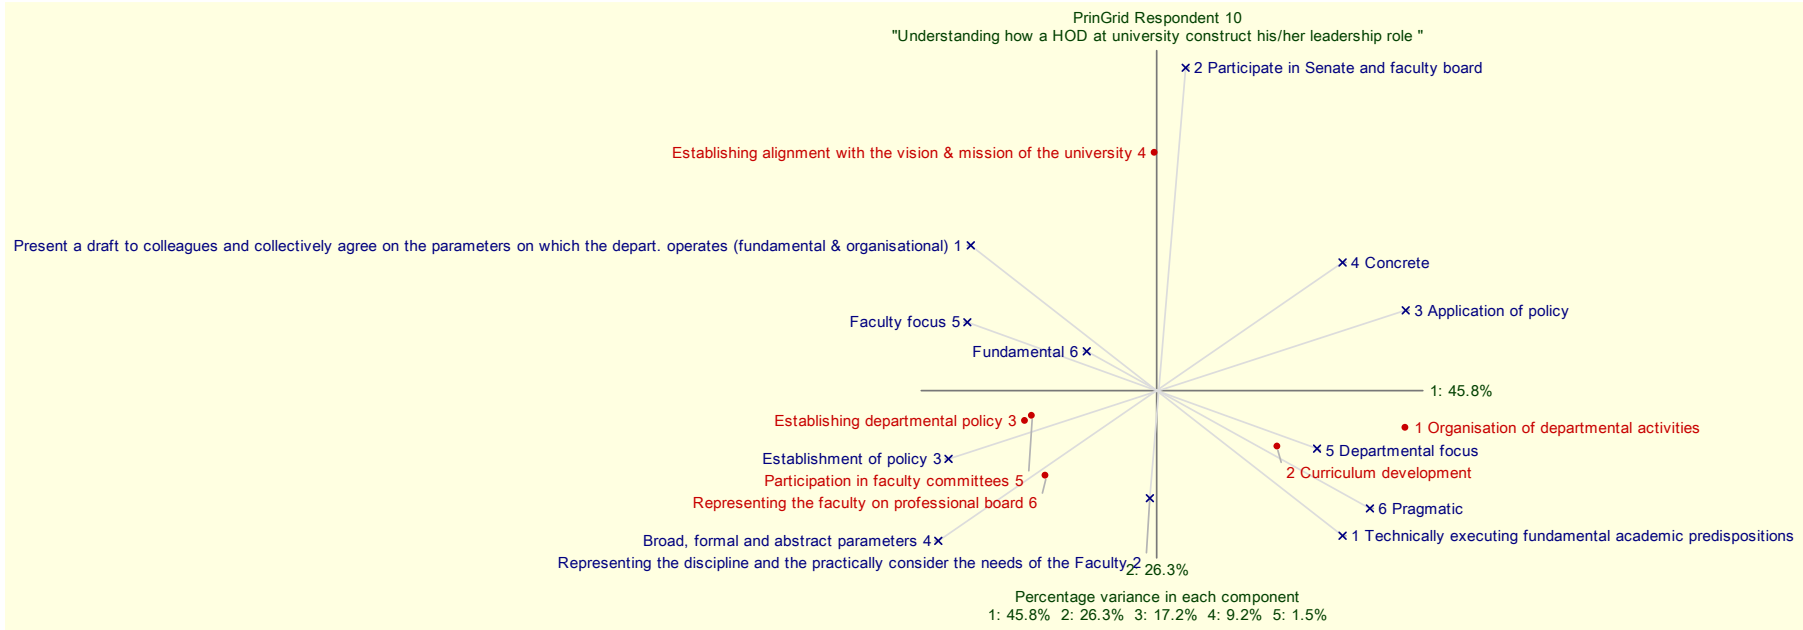 PrinGrid Respondent 10
"Understanding how a HOD at university construct his/her leadership role "
2 Participate in Senate and faculty board
Establishing alignment with the vision & mission of the university 4
Present a draft to colleagues and collectively agree on the parameters on which the depart. operates (fundamental & organisational) 1
4 Concrete
3 Application of policy
Faculty focus 5
Fundamental 6
1: 45.8%
Establishing departmental policy 3
1 Organisation of departmental activities
Establishment of policy 3
5 Departmental focus
Participation in faculty committees 5
2 Curriculum development
Representing the faculty on professional board 6
6 Pragmatic
1 Technically executing fundamental academic predispositions
Broad, formal and abstract parameters 4
Representing the discipline and the practically consider the needs of the Faculty 2
2: 26.3%
Percentage variance in each component
1: 45.8% 2: 26.3% 3: 17.2% 4: 9.2% 5: 1.5%